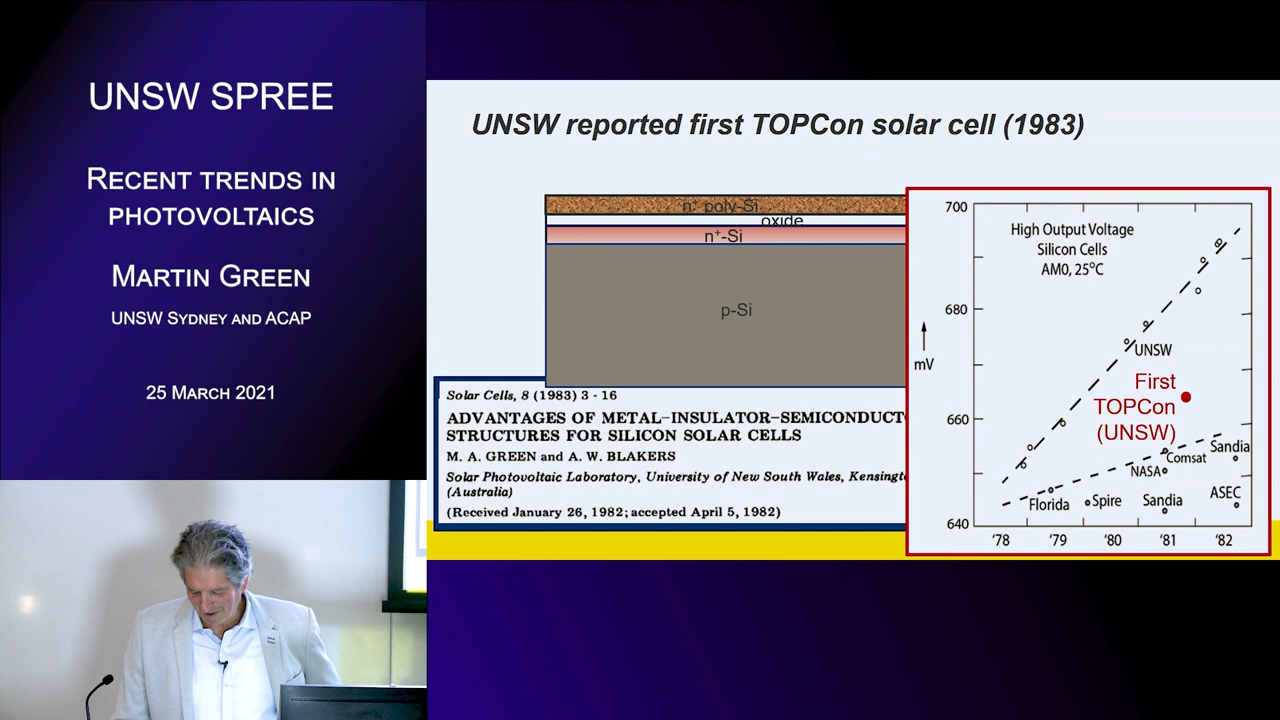 UNSW SPREE
RECENT TRENDS IN
PHOTOVOLTAICS
MARTIN GREEN
UNSW SYDNEY AND ACAP
25 MARCH 2021
UNSW reported first TOPCon solar cell (1983)
n⁺ poly-Si
oxide
n⁺-Si
p-Si
Solar Cells, 8 (1983) 3 - 16
ADVANTAGES OF METAL–INSULATOR–SEMICONDUCTO
STRUCTURES FOR SILICON SOLAR CELLS
M. A. GREEN and A. W. BLAKERS
Solar Photovoltaic Laboratory, University of New South Wales, Kensingt
(Australia)
(Received January 26, 1982; accepted April 5, 1982)
High Output Voltage
Silicon Cells
AM0, 25°C
700
680
mV
660
640
UNSW
First
TOPCon
(UNSW)
Sandia
Comsat
NASA
Florida
Spire
Sandia
ASEC
'78 '79 '80 '81 '82